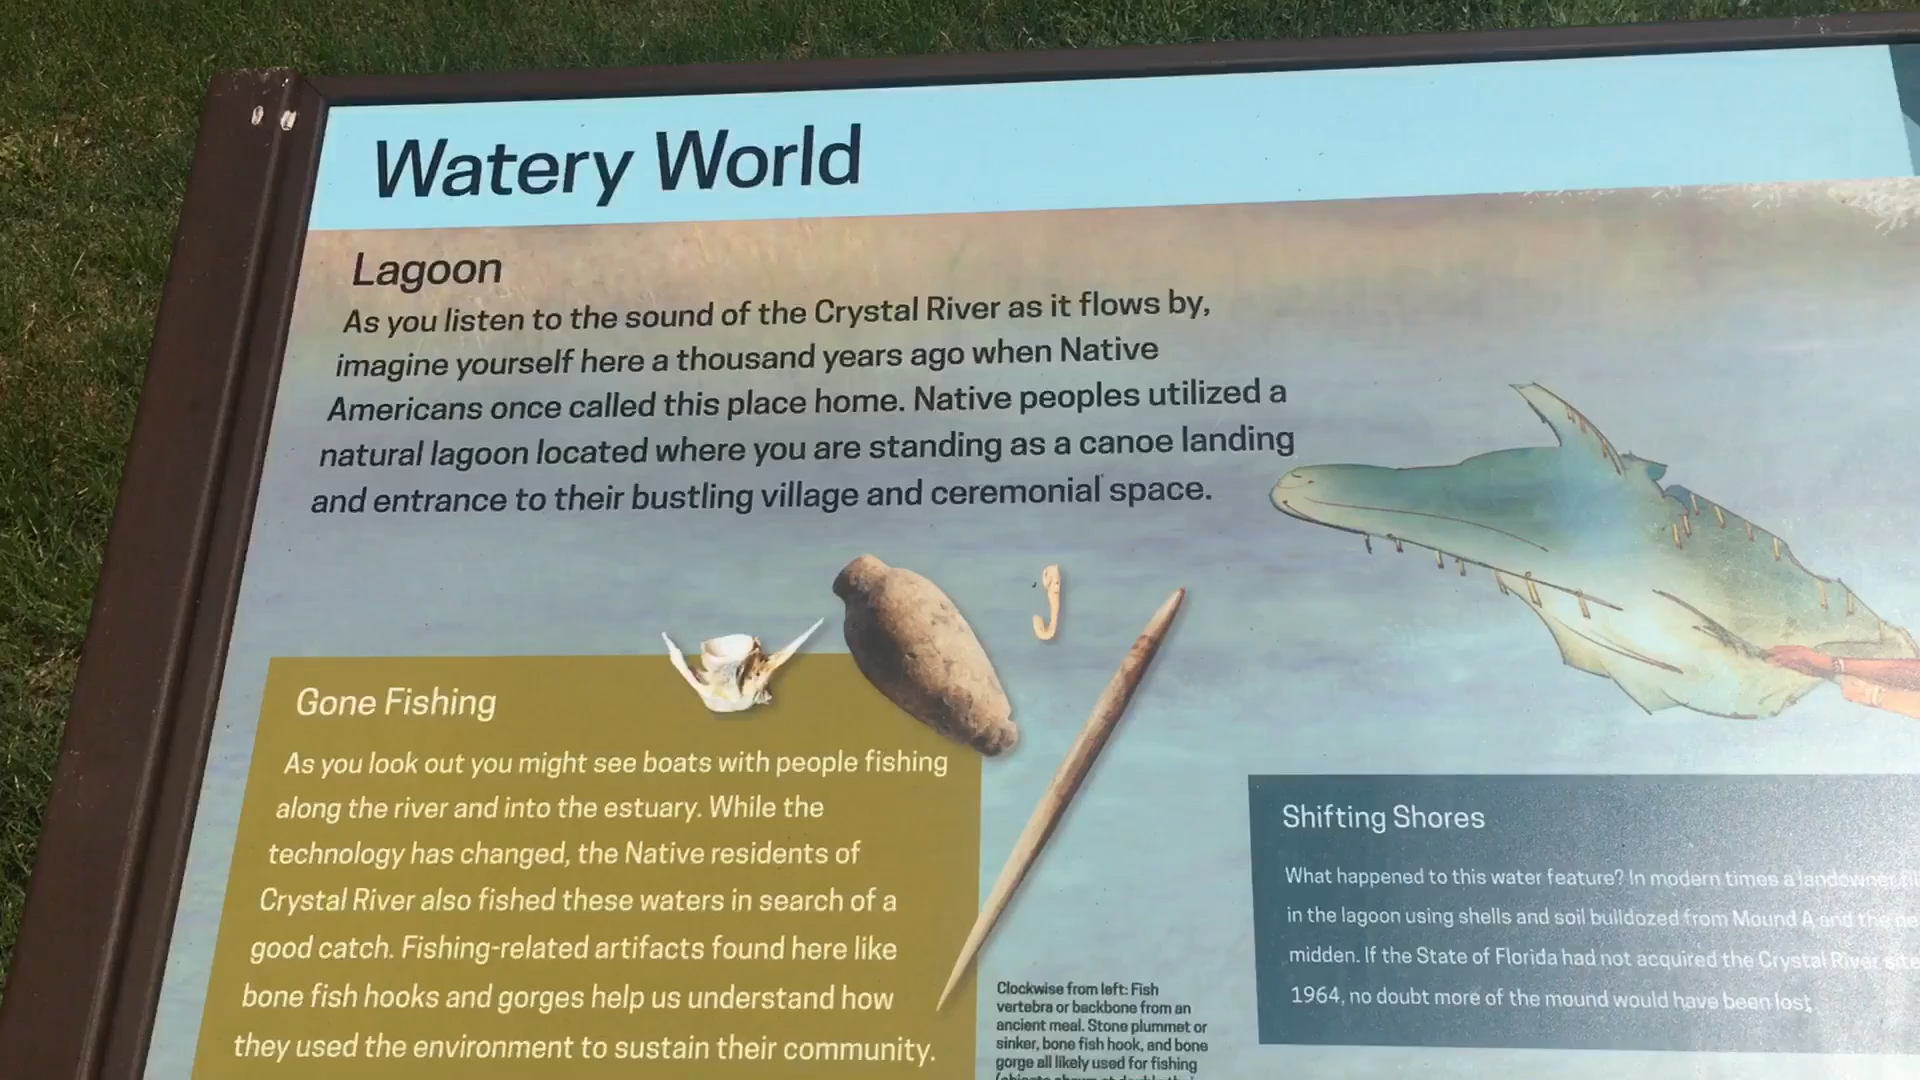 Watery World
Lagoon
As you listen to the sound of the Crystal River as it flows by,
imagine yourself here a thousand years ago when Native
Americans once called this place home. Native peoples utilized a
natural lagoon located where you are standing as a canoe landing
and entrance to their bustling village and ceremonial space.
Gone Fishing
As you look out you might see boats with people fishing
along the river and into the estuary. While the
technology has changed, the Native residents of
Crystal River also fished these waters in search of a
good catch. Fishing-related artifacts found here like
bone fish hooks and gorges help us understand how
they used the environment to sustain their community.
Clockwise from left: Fish
vertebra or backbone from an
ancient meal. Stone plummet or
sinker, bone fish hook, and bone
gorge all likely used for fishing
Shifting Shores
What happened to this water feature? In modern times a landowner
in the lagoon using shells and soil bulldozed from Mound A and the
midden. If the State of Florida had not acquired the Crystal River site
1964, no doubt more of the mound would have been lost.